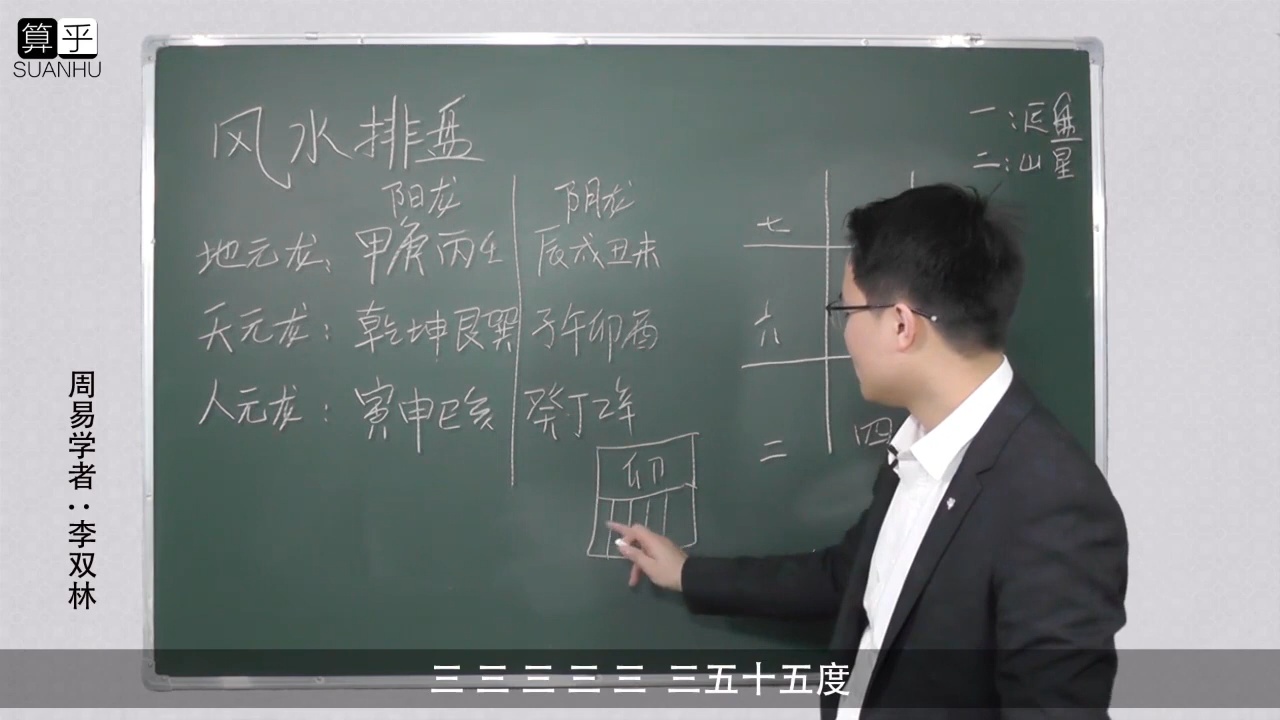 算乎
SUANHU
风水排盘
阳龙 阴龙
地元龙: 甲庚丙壬 辰戌丑未
天元龙: 乾坤艮巽 子午卯酉
人元龙: 寅申巳亥 癸丁乙辛
卯
一:运盘
二:山星
七
六
二 四
周易学者:李双林
三 三 三 三 三 三五十五度